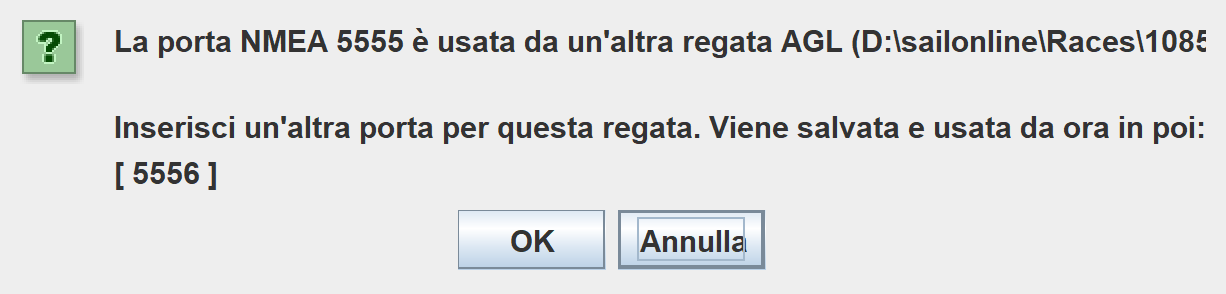 La porta NMEA 5555 è usata da un'altra regata AGL (D:\sailonline\Races\1085
Inserisci un'altra porta per questa regata. Viene salvata e usata da ora in poi:
[ 5556 ]
OK
Annulla